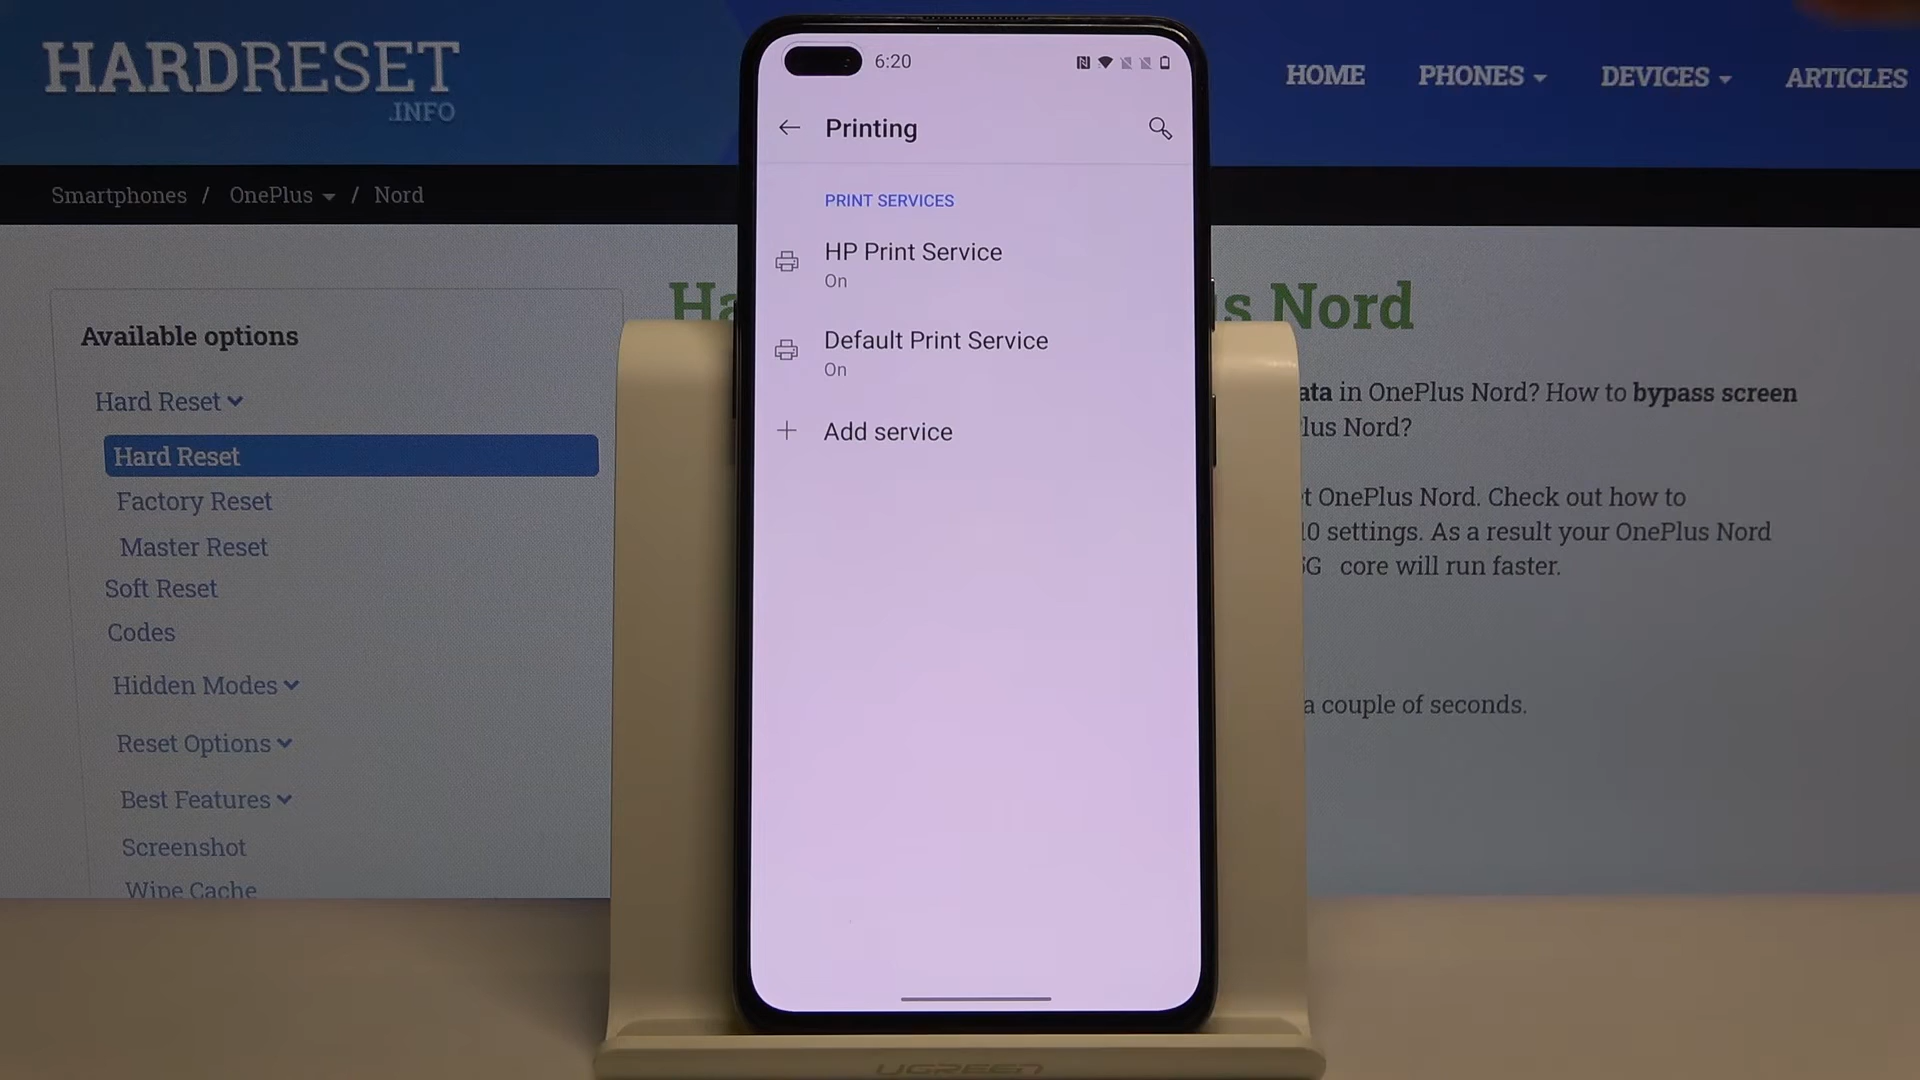 HARDRESET
.INFO
HOME PHONES DEVICES ARTICLES
Smartphones / OnePlus / Nord
Available options
Hard Reset
Hard Reset
Factory Reset
Master Reset
Soft Reset
Codes
Hidden Modes
Reset Options
Best Features
Screenshot
Wipe Cache
6:20
Printing
PRINT SERVICES
HP Print Service
On
Default Print Service
On
Add service
Ha
s Nord
ata in OnePlus Nord? How to bypass screen
lus Nord?
t OnePlus Nord. Check out how to
10 settings. As a result your OnePlus Nord
5G core will run faster.
a couple of seconds.
UGREEN